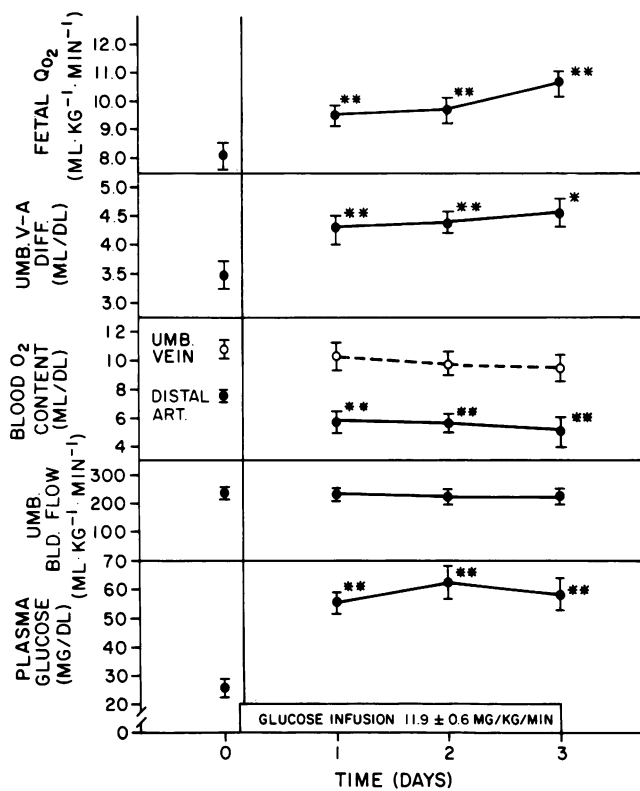 FETAL QO2
(ML·KG-1·MIN-1)
12.0
11.0
10.0
9.0
8.0
**
**
**
UMB. V-A
DIFF.
(ML/DL)
5.0
4.5
4.0
3.5
3.0
**
**
*
BLOOD O2
CONTENT
(ML/DL)
12
10
8
6
4
UMB.
VEIN
DISTAL
ART.
**
**
**
UMB.
BLD. FLOW
(ML·KG-1·MIN-1)
300
200
100
PLASMA
GLUCOSE
(MG/DL)
70
60
50
40
30
20
0
**
**
**
GLUCOSE INFUSION 11.9 ± 0.6 MG/KG/MIN
0 1 2 3
TIME (DAYS)